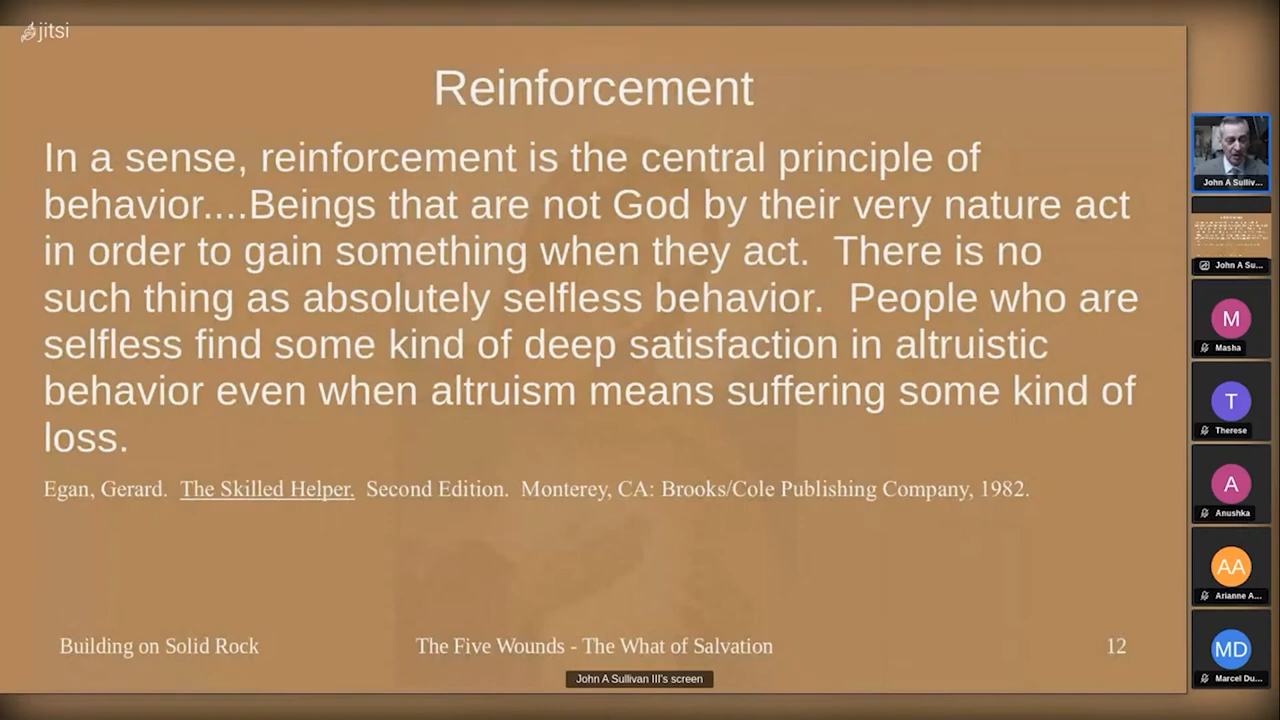 jitsi
Reinforcement
In a sense, reinforcement is the central principle of
behavior....Beings that are not God by their very nature act
in order to gain something when they act.  There is no
such thing as absolutely selfless behavior.  People who are
selfless find some kind of deep satisfaction in altruistic
behavior even when altruism means suffering some kind of
loss.
Egan, Gerard.  The Skilled Helper.  Second Edition.  Monterey, CA: Brooks/Cole Publishing Company, 1982.
Building on Solid Rock
The Five Wounds - The What of Salvation
12
John A Sullivan III's screen
John A Sulliv...
John A Su...
M
Masha
T
Therese
A
Anushka
AA
Arianne A...
MD
Marcel Du...